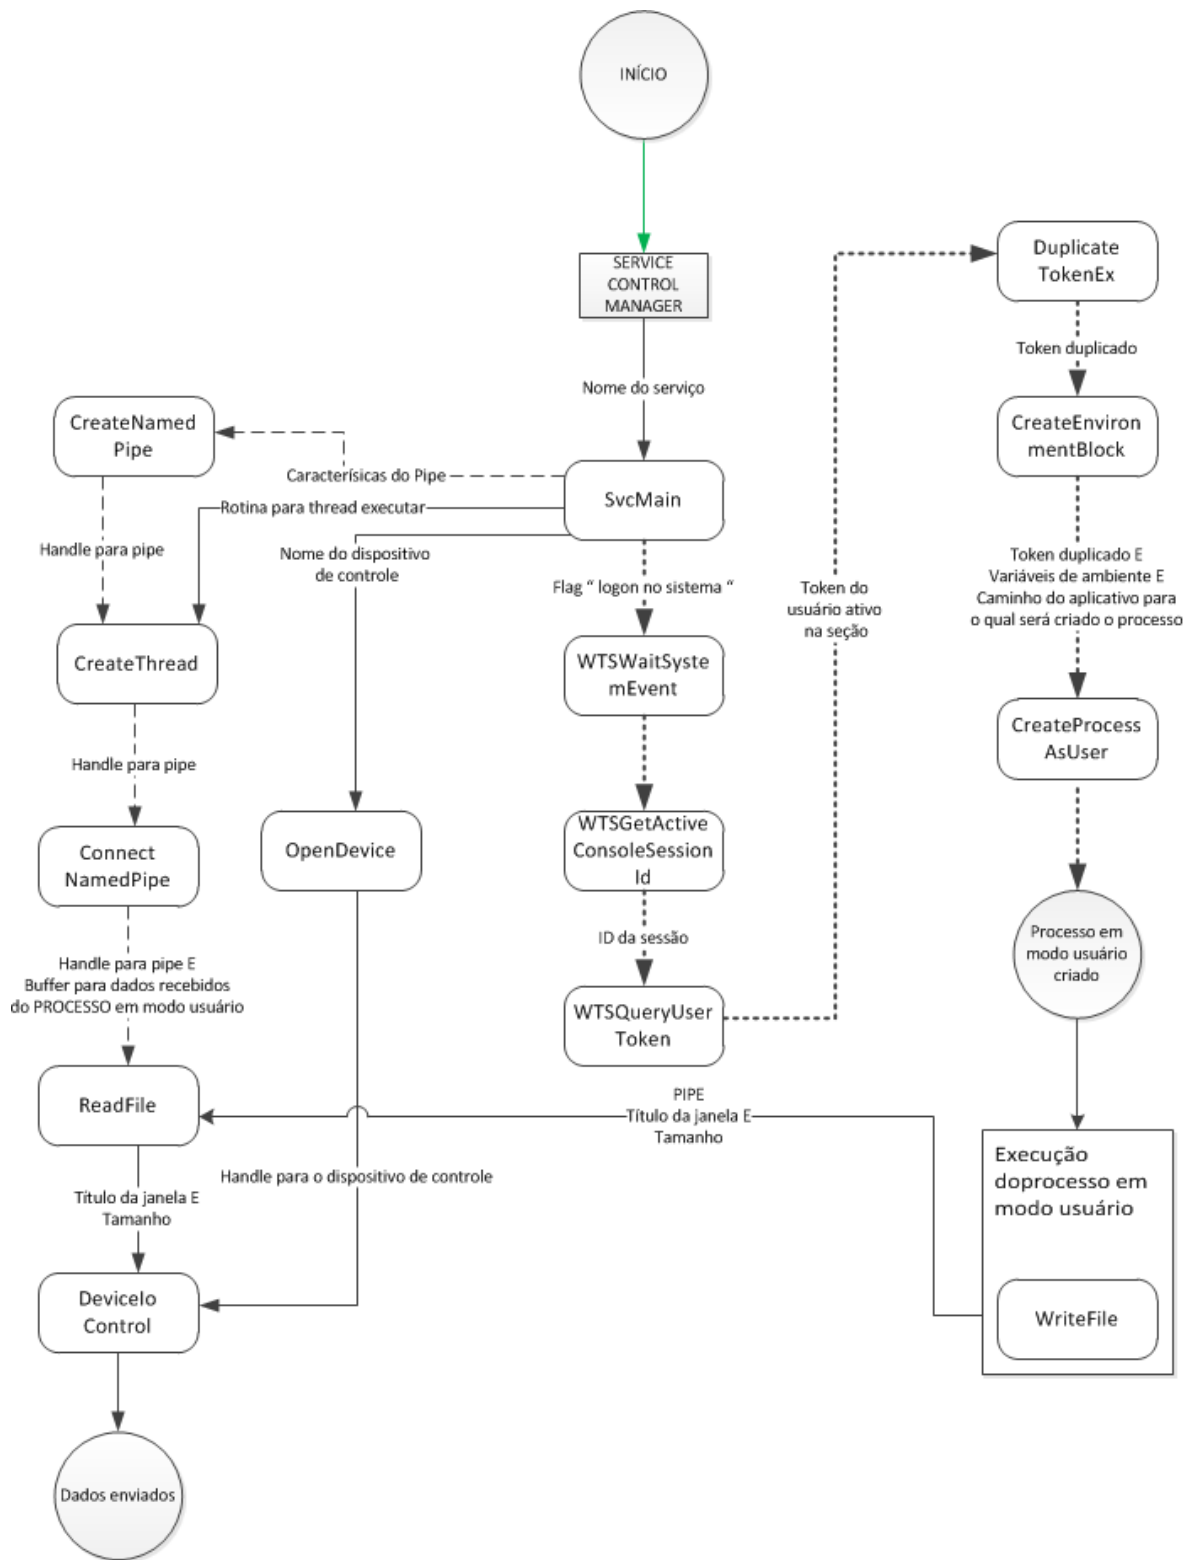 INÍCIO
SERVICE
CONTROL
MANAGER
Nome do serviço
SvcMain
Caracterísicas do Pipe
CreateNamed
Pipe
Rotina para thread executar
Handle para pipe
CreateThread
Handle para pipe
Connect
NamedPipe
Handle para pipe E
Buffer para dados recebidos
do PROCESSO em modo usuário
ReadFile
Título da janela E
Tamanho
DeviceIo
Control
Dados enviados
Nome do dispositivo
de controle
OpenDevice
Handle para o dispositivo de controle
Flag “ logon no sistema “
WTSWaitSyste
mEvent
WTSGetActive
ConsoleSession
Id
ID da sessão
WTSQueryUser
Token
Token do
usuário ativo
na seção
Duplicate
TokenEx
Token duplicado
CreateEnviron
mentBlock
Token duplicado E
Variáveis de ambiente E
Caminho do aplicativo para
o qual será criado o processo
CreateProcess
AsUser
Processo em
modo usuário
criado
Execução
doprocesso em
modo usuário
WriteFile
PIPE
Título da janela E
Tamanho